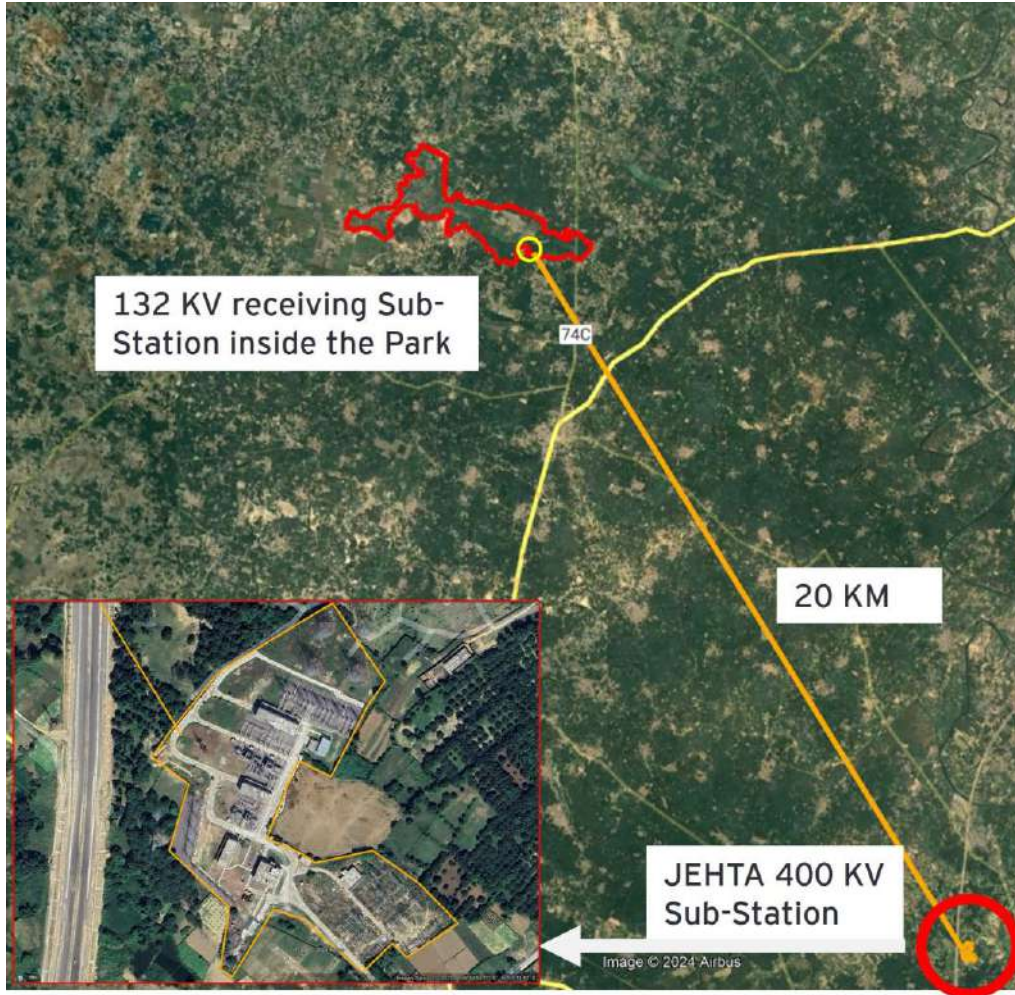 132 KV receiving Sub-
Station inside the Park
74C
20 KM
JEHTA 400 KV
Sub-Station
Image © 2024 Airbus